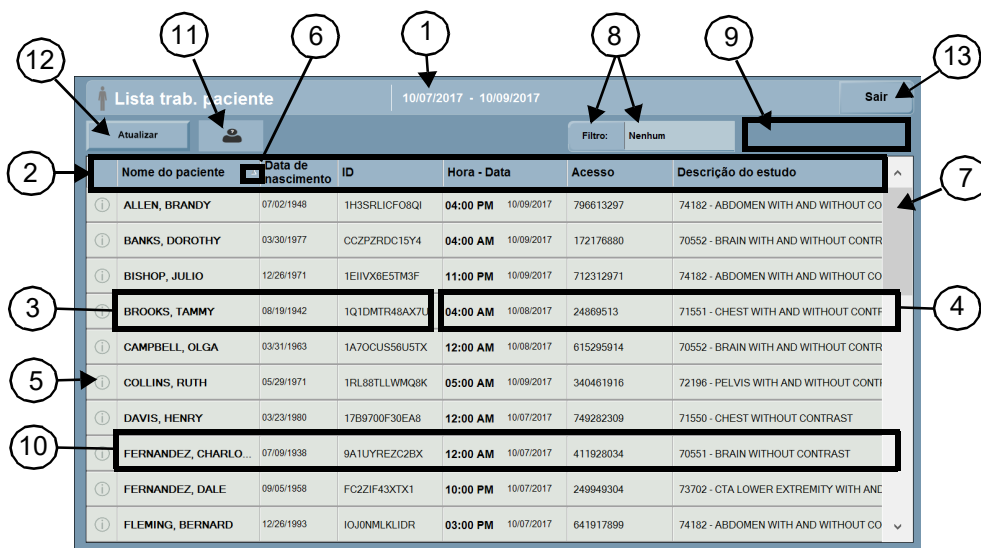 11
6
1
8
9
12
13
Lista trab. paciente
10/07/2017 - 10/09/2017
Sair
Atualizar
?
Filtro:
Nenhum
2
7
Nome do paciente
Data de nascimento
ID
Hora - Data
Acesso
Descrição do estudo
ALLEN, BRANDY 07/02/1948 1H3SRLICFO8QI 04:00 PM 10/09/2017 796613297 74182 - ABDOMEN WITH AND WITHOUT CO
BANKS, DOROTHY 03/30/1977 CCZPZRDC15Y4 04:00 AM 10/09/2017 172176880 70552 - BRAIN WITH AND WITHOUT CONTR
BISHOP, JULIO 12/26/1971 1EIIVX6E5TM3F 11:00 PM 10/09/2017 712312971 74182 - ABDOMEN WITH AND WITHOUT CO
3
BROOKS, TAMMY 08/19/1942 1Q1DMTR48AX7U 04:00 AM 10/08/2017 24869513 71551 - CHEST WITH AND WITHOUT CONTR
4
CAMPBELL, OLGA 03/31/1963 1A7OCUS56U5TX 12:00 AM 10/08/2017 615295914 70552 - BRAIN WITH AND WITHOUT CONTR
5
COLLINS, RUTH 05/29/1971 1RL88TLLWMQ8K 05:00 AM 10/09/2017 340461916 72196 - PELVIS WITH AND WITHOUT CONTR
DAVIS, HENRY 03/23/1980 17B9700F30EA8 12:00 AM 10/07/2017 749282309 71550 - CHEST WITHOUT CONTRAST
10
FERNANDEZ, CHARLO... 07/09/1938 9A1UYREZC2BX 12:00 AM 10/07/2017 411928034 70551 - BRAIN WITHOUT CONTRAST
FERNANDEZ, DALE 09/05/1958 FC2ZIF43XTX1 10:00 PM 10/07/2017 249949304 73702 - CTA LOWER EXTREMITY WITH AND
FLEMING, BERNARD 12/26/1993 IOJ0NMLKLIDR 03:00 PM 10/07/2017 641917899 74182 - ABDOMEN WITH AND WITHOUT CO